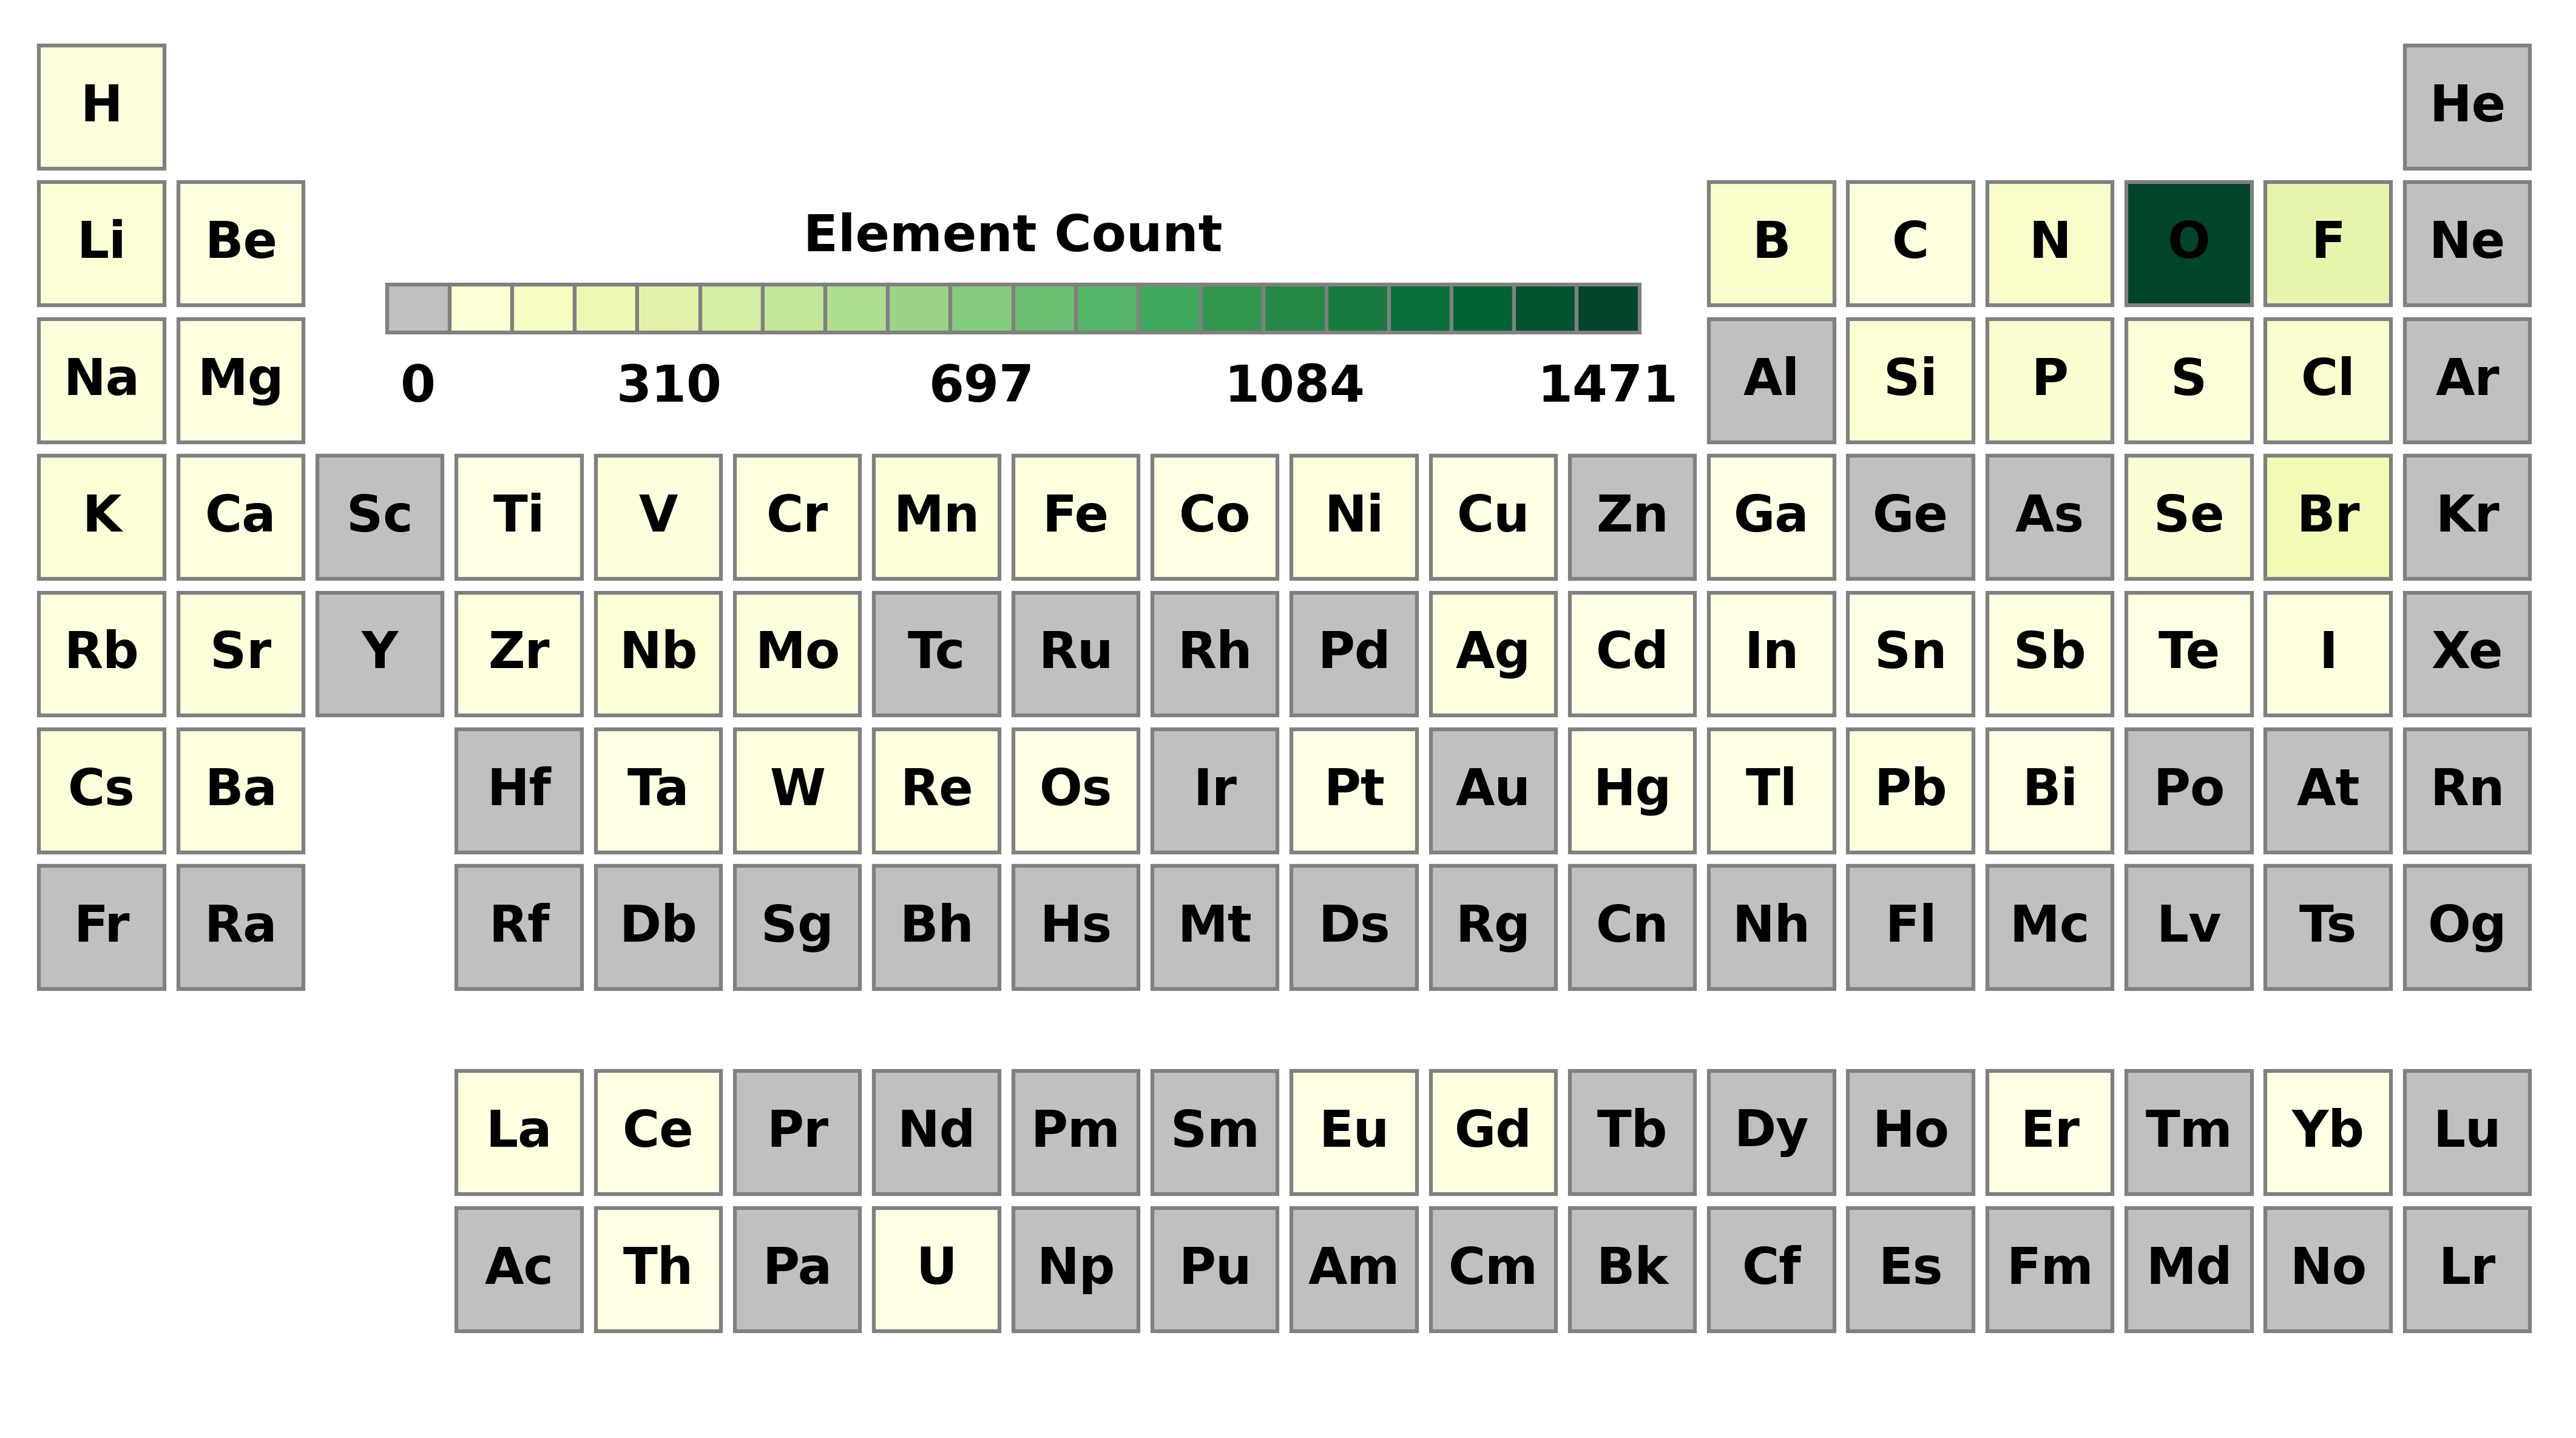 H He
Li Be Element Count B C N O F Ne
Na Mg 0 310 697 1084 1471 Al Si P S Cl Ar
K Ca Sc Ti V Cr Mn Fe Co Ni Cu Zn Ga Ge As Se Br Kr
Rb Sr Y Zr Nb Mo Tc Ru Rh Pd Ag Cd In Sn Sb Te I Xe
Cs Ba Hf Ta W Re Os Ir Pt Au Hg Tl Pb Bi Po At Rn
Fr Ra Rf Db Sg Bh Hs Mt Ds Rg Cn Nh Fl Mc Lv Ts Og
La Ce Pr Nd Pm Sm Eu Gd Tb Dy Ho Er Tm Yb Lu
Ac Th Pa U Np Pu Am Cm Bk Cf Es Fm Md No Lr